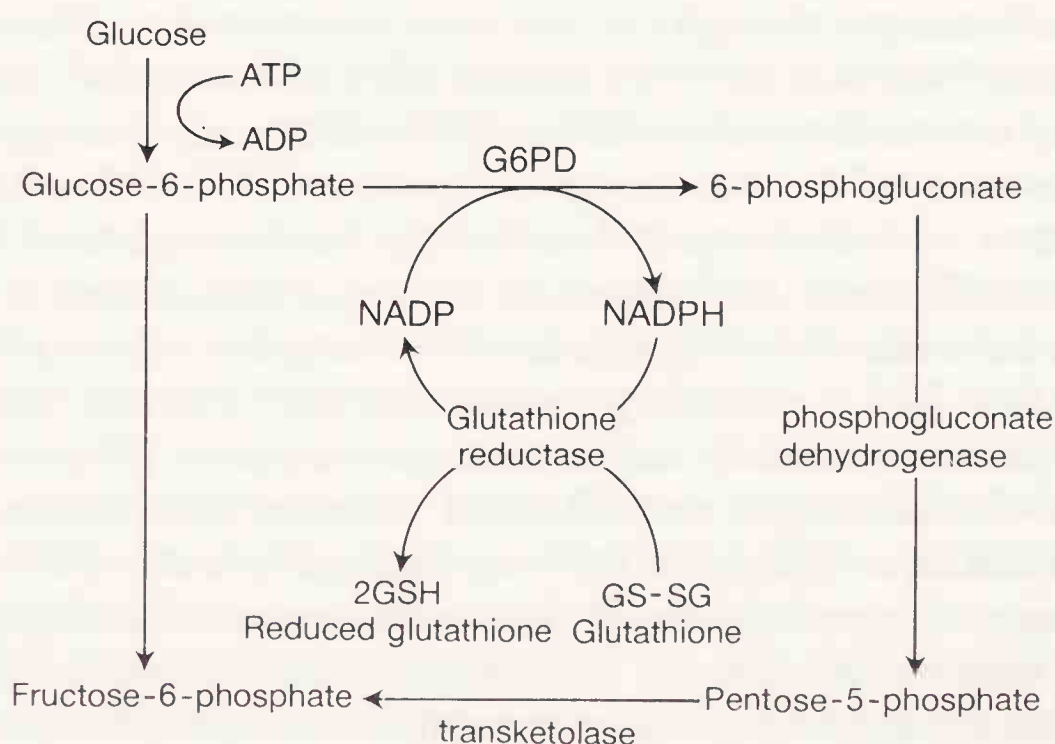 Glucose
ATP
ADP
G6PD
Glucose-6-phosphate
6-phosphogluconate
NADP
NADPH
Glutathione
reductase
phosphogluconate
dehydrogenase
2GSH
Reduced glutathione
GS-SG
Glutathione
Fructose-6-phosphate
Pentose-5-phosphate
transketolase